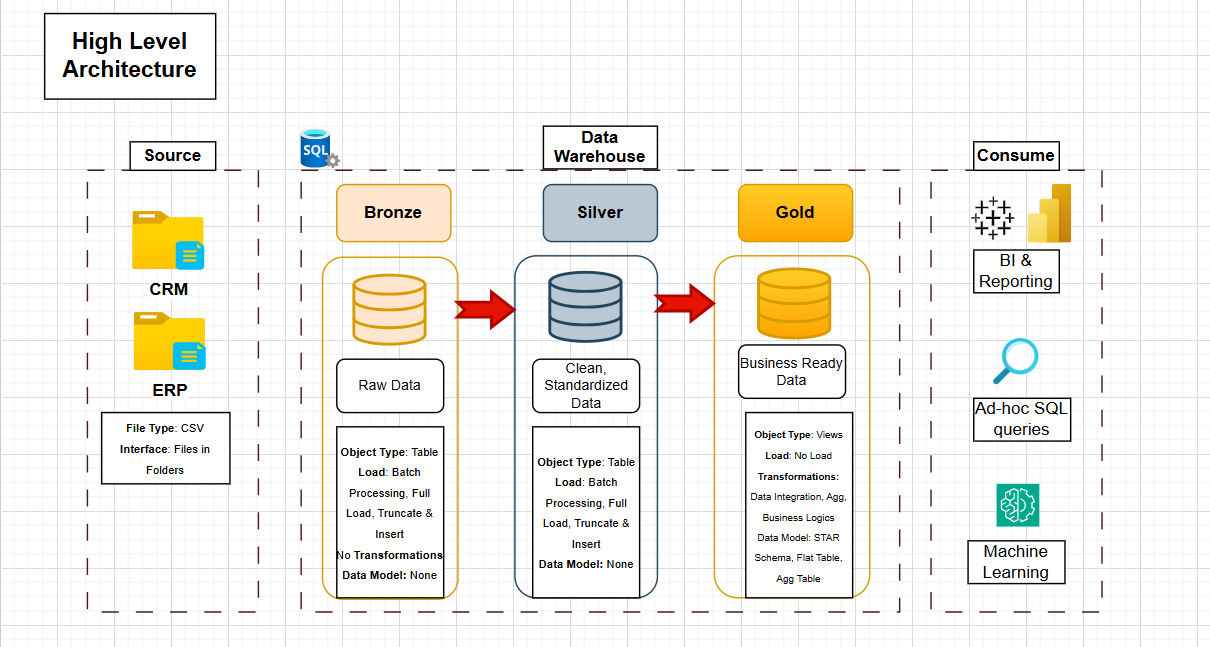 High Level
Architecture
Source
CRM
ERP
File Type: CSV
Interface: Files in
Folders
SQL
Data
Warehouse
Bronze
Raw Data
Object Type: Table
Load: Batch
Processing, Full
Load, Truncate &
Insert
No Transformations
Data Model: None
Silver
Clean,
Standardized
Data
Object Type: Table
Load: Batch
Processing, Full
Load, Truncate &
Insert
Data Model: None
Gold
Business Ready
Data
Object Type: Views
Load: No Load
Transformations:
Data Integration, Agg,
Business Logics
Data Model: STAR
Schema, Flat Table,
Agg Table
Consume
BI &
Reporting
Ad-hoc SQL
queries
Machine
Learning